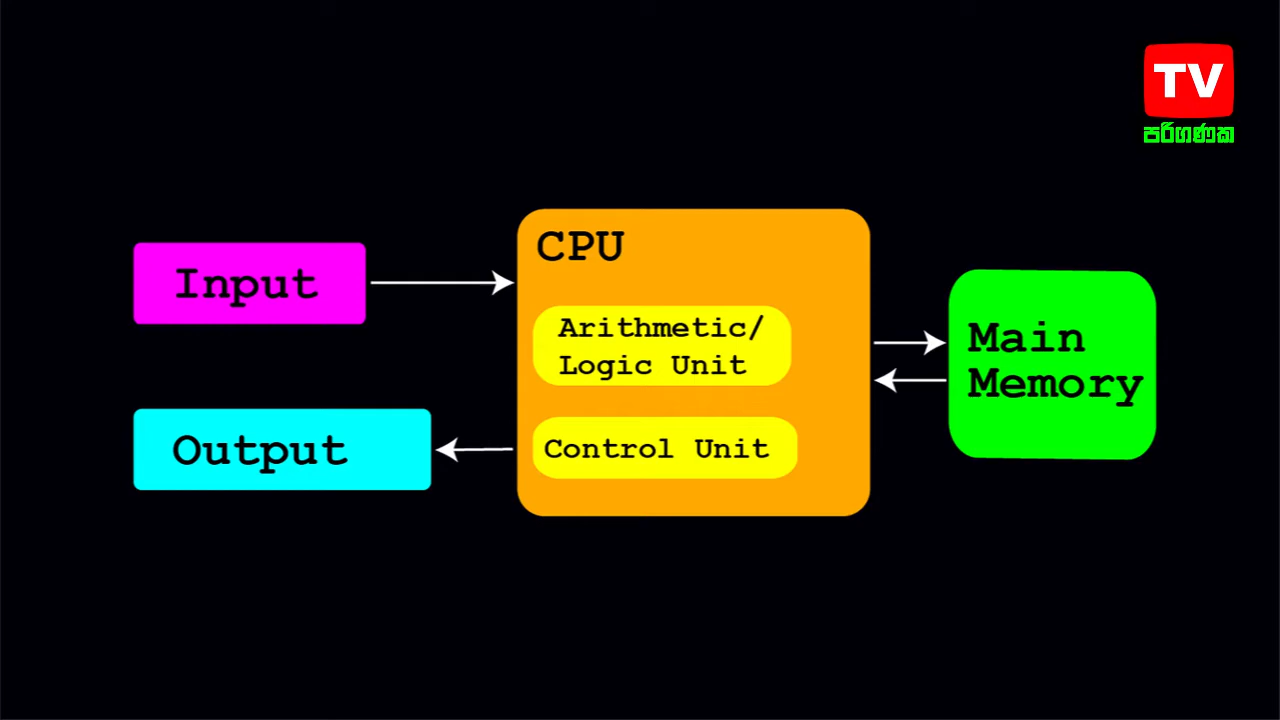 TV
පරිගණක
CPU
Input
Arithmetic/
Logic Unit
Main
Memory
Output
Control Unit